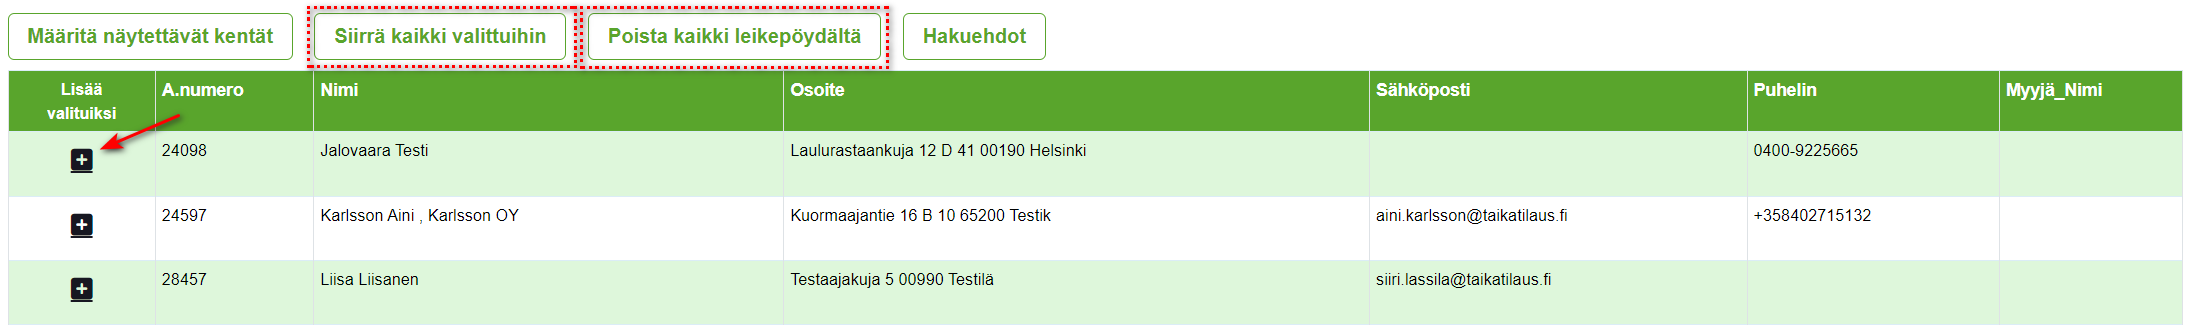 Määritä näytettävät kentät Siirrä kaikki valittuihin Poista kaikki leikepöydältä Hakuehdot
Lisää valituiksi A.numero Nimi Osoite Sähköposti Puhelin Myyjä_Nimi
24098 Jalovaara Testi Laulurastaankuja 12 D 41 00190 Helsinki 0400-9225665
24597 Karlsson Aini , Karlsson OY Kuormaajantie 16 B 10 65200 Testik aini.karlsson@taikatilaus.fi +358402715132
28457 Liisa Liisanen Testaajakuja 5 00990 Testilä siiri.lassila@taikatilaus.fi